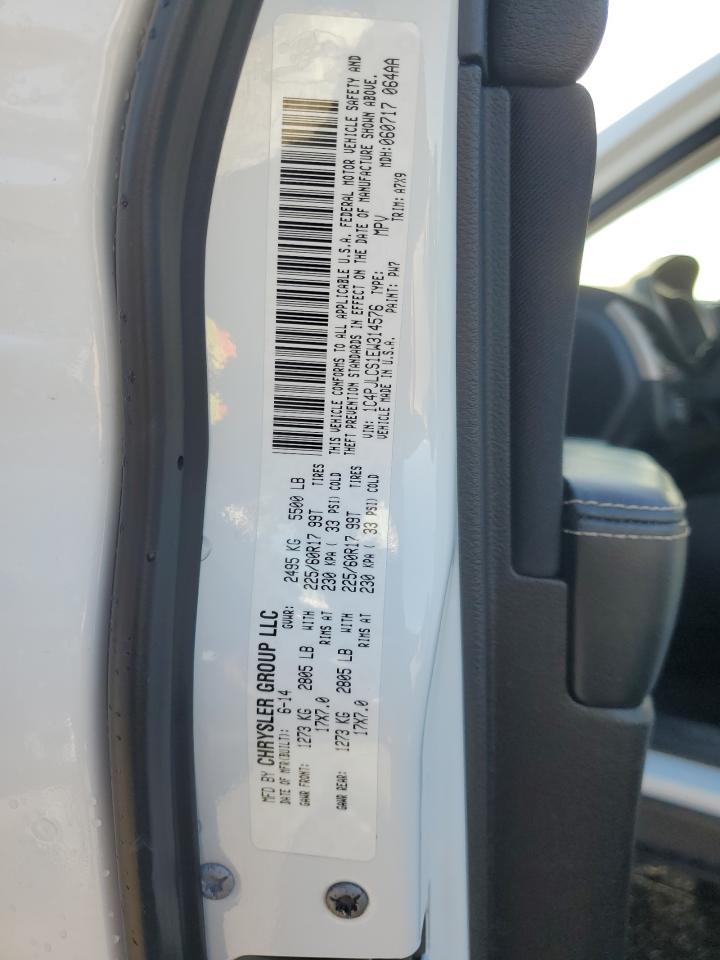 MFD BY CHRYSLER GROUP LLC
DATE OF MFR(BUILT): 6-14 GVWR: 2495 KG 5500 LB
GAWR FRONT: 1273 KG 2805 LB WITH 225/60R17 99T TIRES
17X7.0 RIMS AT 230 KPA ( 33 PSI) COLD
GAWR REAR: 1273 KG 2805 LB WITH 225/60R17 99T TIRES
17X7.0 RIMS AT 230 KPA ( 33 PSI) COLD
THIS VEHICLE CONFORMS TO ALL APPLICABLE U.S.A. FEDERAL MOTOR VEHICLE SAFETY AND
THEFT PREVENTION STANDARDS IN EFFECT ON THE DATE OF MANUFACTURE SHOWN ABOVE.
VIN: 1C4PJLCS1EW314576 TYPE: MPV MDH:060717 064AA
VEHICLE MADE IN U.S.A. PAINT: PW7 TRIM: A7X9